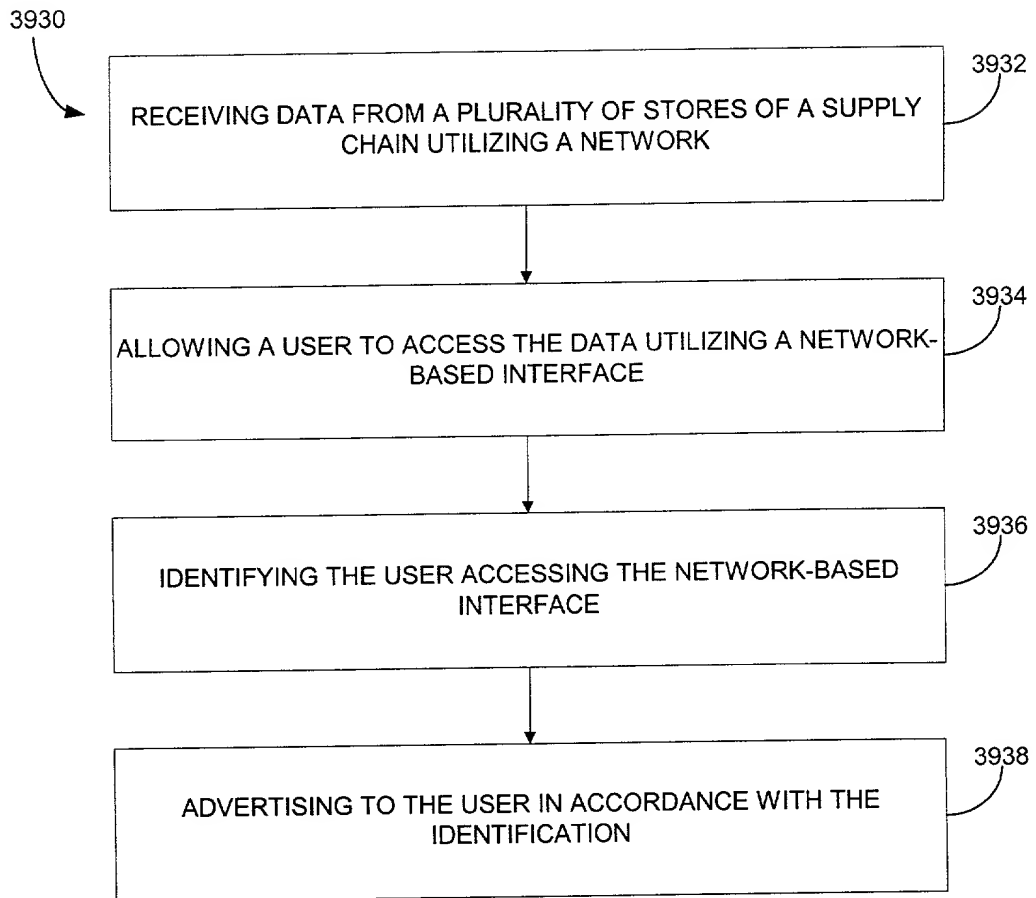 3930
3932
RECEIVING DATA FROM A PLURALITY OF STORES OF A SUPPLY
CHAIN UTILIZING A NETWORK
3934
ALLOWING A USER TO ACCESS THE DATA UTILIZING A NETWORK-
BASED INTERFACE
3936
IDENTIFYING THE USER ACCESSING THE NETWORK-BASED
INTERFACE
3938
ADVERTISING TO THE USER IN ACCORDANCE WITH THE
IDENTIFICATION